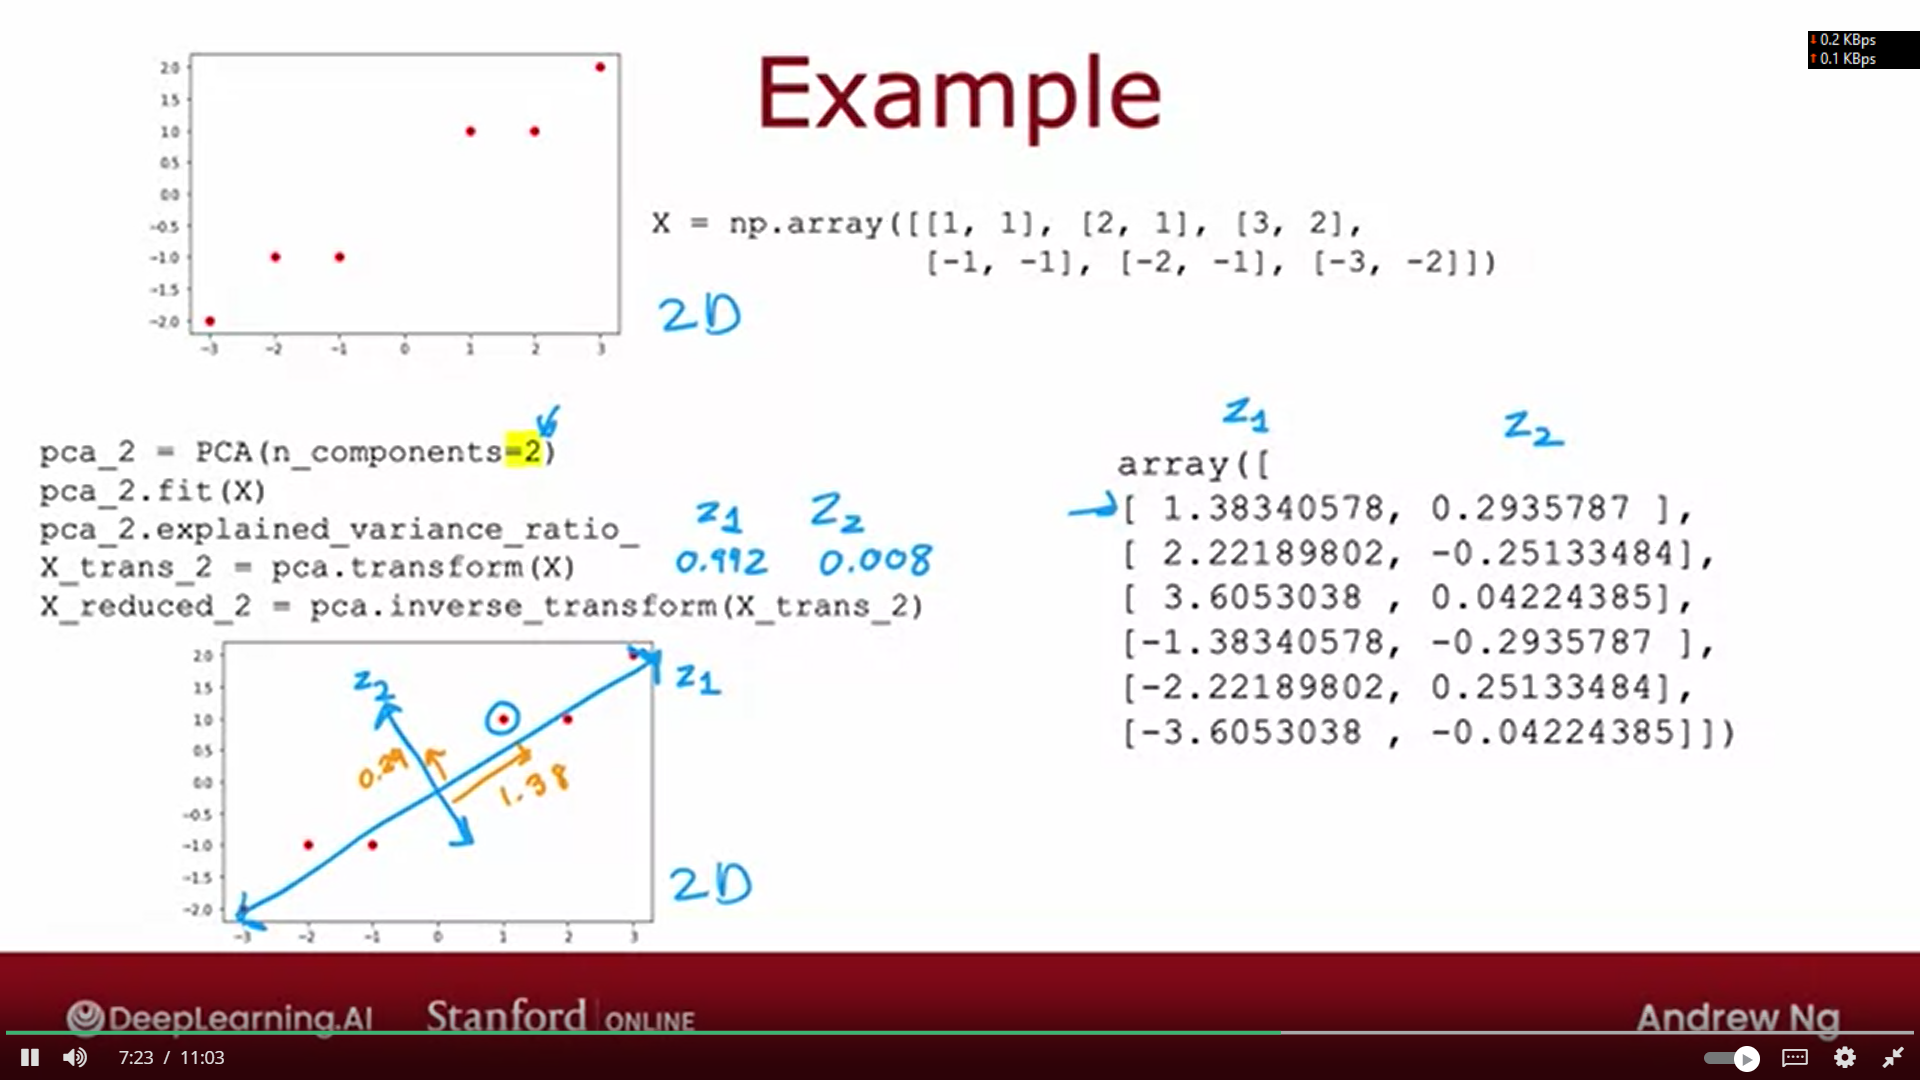 Example
0.2 KBps
0.1 KBps
2.0
1.5
1.0
0.5
0.0
-0.5
-1.0
-1.5
-2.0
-3 -2 -1 0 1 2 3
X = np.array([[1, 1], [2, 1], [3, 2],
[-1, -1], [-2, -1], [-3, -2]])
2D
pca_2 = PCA(n_components=2)
pca_2.fit(X)
pca_2.explained_variance_ratio_
X_trans_2 = pca.transform(X)
X_reduced_2 = pca.inverse_transform(X_trans_2)
z1 z2
0.992 0.008
z1 z2
array([
[ 1.38340578, 0.2935787 ],
[ 2.22189802, -0.25133484],
[ 3.6053038 , 0.04224385],
[-1.38340578, -0.2935787 ],
[-2.22189802, 0.25133484],
[-3.6053038 , -0.04224385]])
2.0
1.5
1.0
0.5
0.0
-0.5
-1.0
-1.5
-2.0
-3 -2 -1 0 1 2 3
z2
z1
0.29
1.38
2D
DeepLearning.AI Stanford ONLINE Andrew Ng
7:23 / 11:03